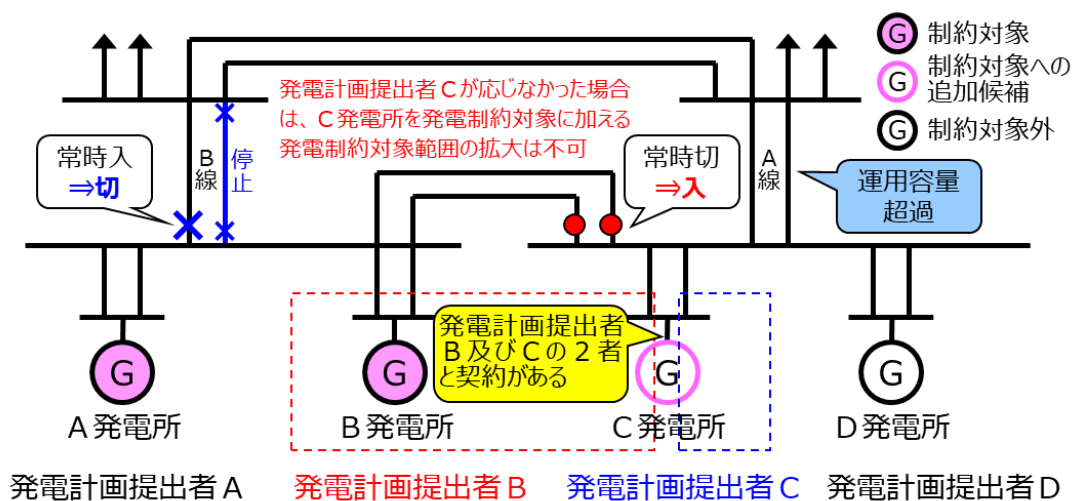 G 制約対象
G 制約対象への
追加候補
G 制約対象外
発電計画提出者Cが応じなかった場合
は、C発電所を発電制約対象に加える
発電制約対象範囲の拡大は不可
常時入
⇒切
B線
停止
常時切
⇒入
A線
運用容量
超過
発電計画提出者
B及びCの2者
と契約がある
G
G
G
G
A発電所
B発電所
C発電所
D発電所
発電計画提出者A
発電計画提出者B
発電計画提出者C
発電計画提出者D